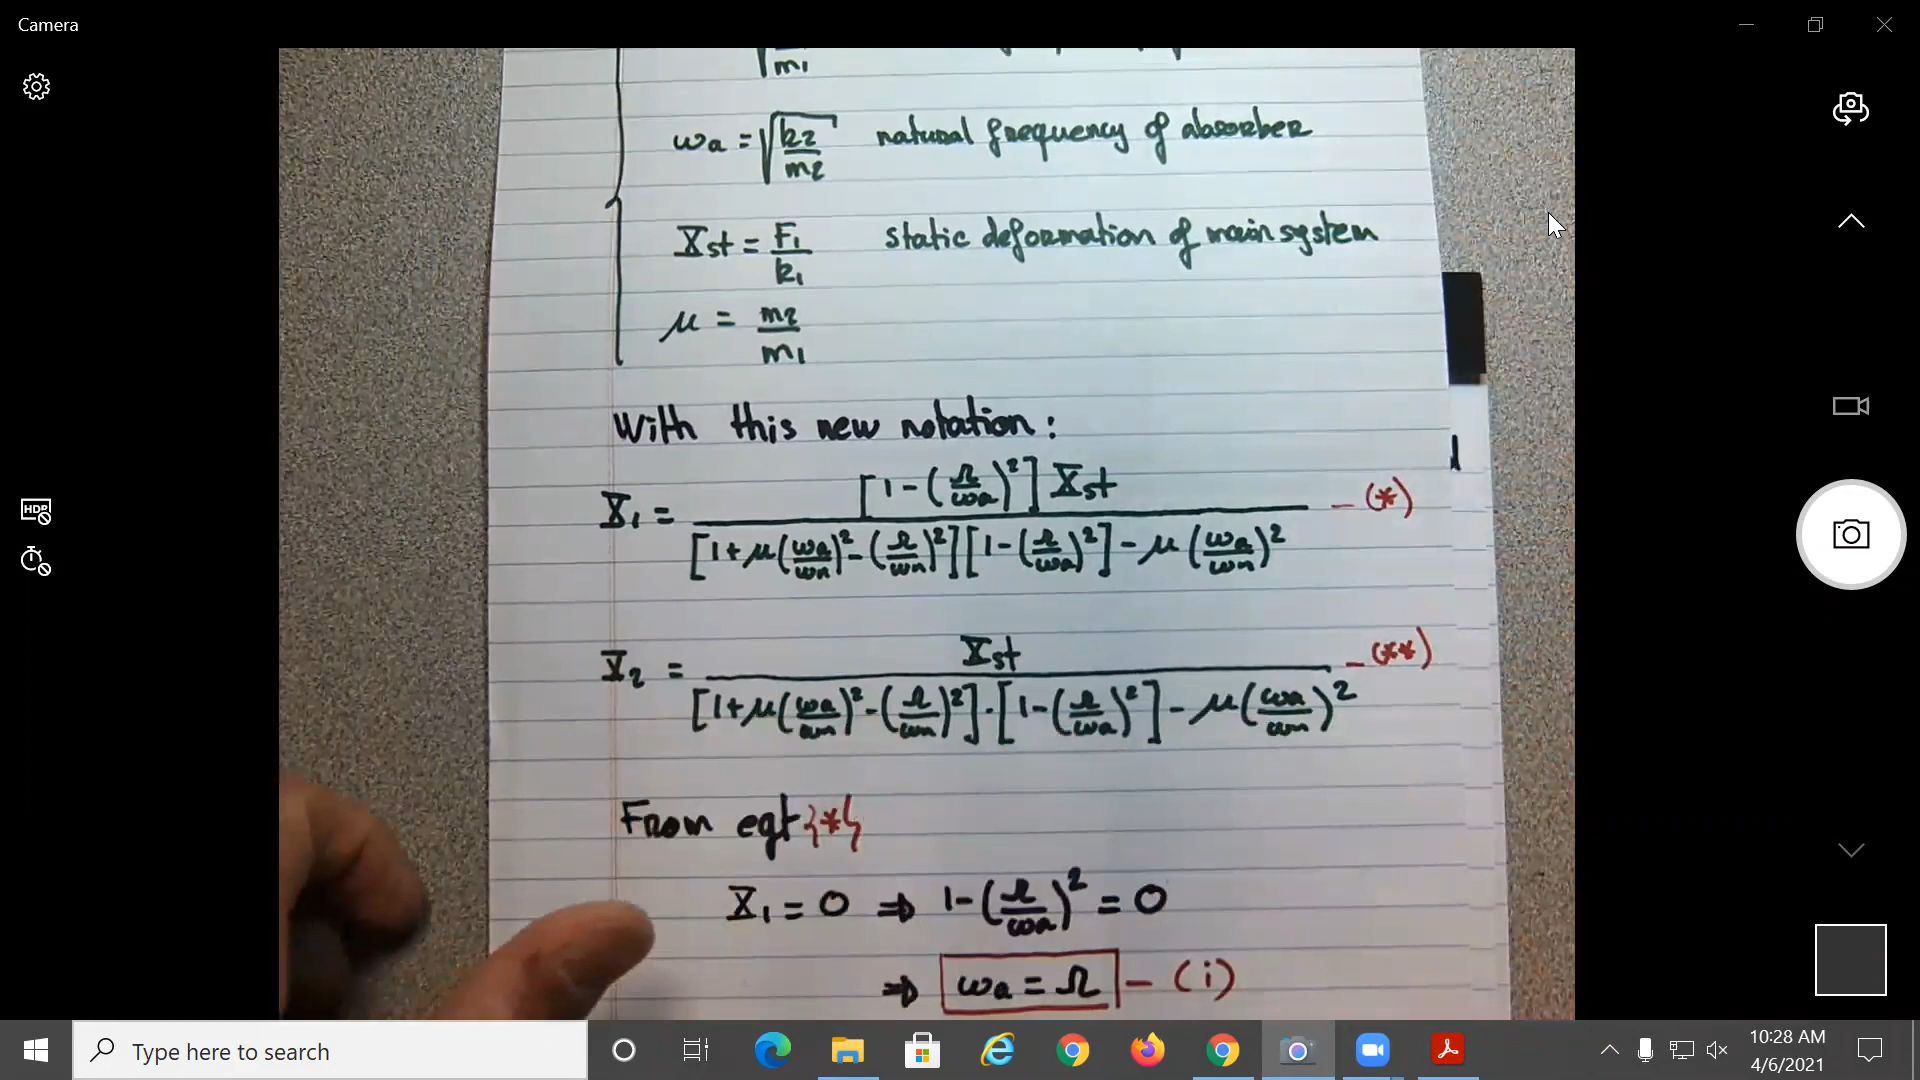 Camera
m₁
ωa = √(k2/m2) natural frequency of absorber
Xst = F₁/k₁ static deformation of main system
μ = m2/m1
With this new notation:
X₁ = [1-(Ω/ωa)²] Xst / [1+μ(ωa/ωn)²-(Ω/ωn)²][1-(Ω/ωa)²]-μ(ωa/ωn)² -(*)
X₂ = Xst / [1+μ(ωa/ωn)²-(Ω/ωn)²]·[1-(Ω/ωa)²]-μ(ωa/ωn)² -(**)
From eqt {*}
X₁ = 0 ⇒ 1-(Ω/ωa)² = 0
⇒ ωa = Ω -(i)
HDR
Type here to search
10:28 AM
4/6/2021